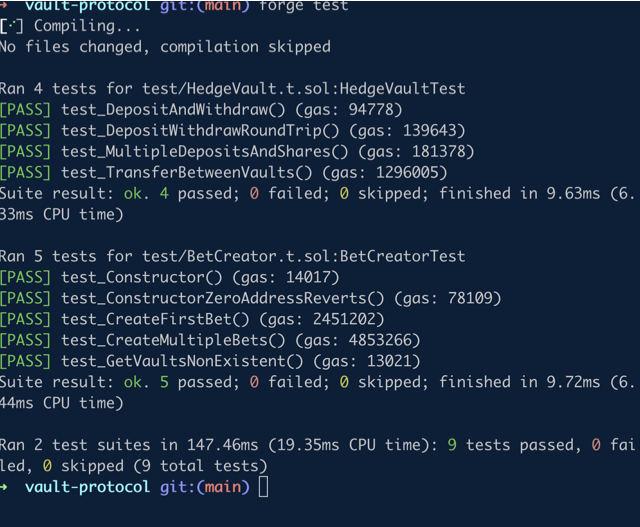 → vault-protocol git:(main) forge test
[⠊] Compiling...
No files changed, compilation skipped
Ran 4 tests for test/HedgeVault.t.sol:HedgeVaultTest
[PASS] test_DepositAndWithdraw() (gas: 94778)
[PASS] test_DepositWithdrawRoundTrip() (gas: 139643)
[PASS] test_MultipleDepositsAndShares() (gas: 181378)
[PASS] test_TransferBetweenVaults() (gas: 1296005)
Suite result: ok. 4 passed; 0 failed; 0 skipped; finished in 9.63ms (6.
33ms CPU time)
Ran 5 tests for test/BetCreator.t.sol:BetCreatorTest
[PASS] test_Constructor() (gas: 14017)
[PASS] test_ConstructorZeroAddressReverts() (gas: 78109)
[PASS] test_CreateFirstBet() (gas: 2451202)
[PASS] test_CreateMultipleBets() (gas: 4853266)
[PASS] test_GetVaultsNonExistent() (gas: 13021)
Suite result: ok. 5 passed; 0 failed; 0 skipped; finished in 9.72ms (6.
44ms CPU time)
Ran 2 test suites in 147.46ms (19.35ms CPU time): 9 tests passed, 0 fai
led, 0 skipped (9 total tests)
→ vault-protocol git:(main)